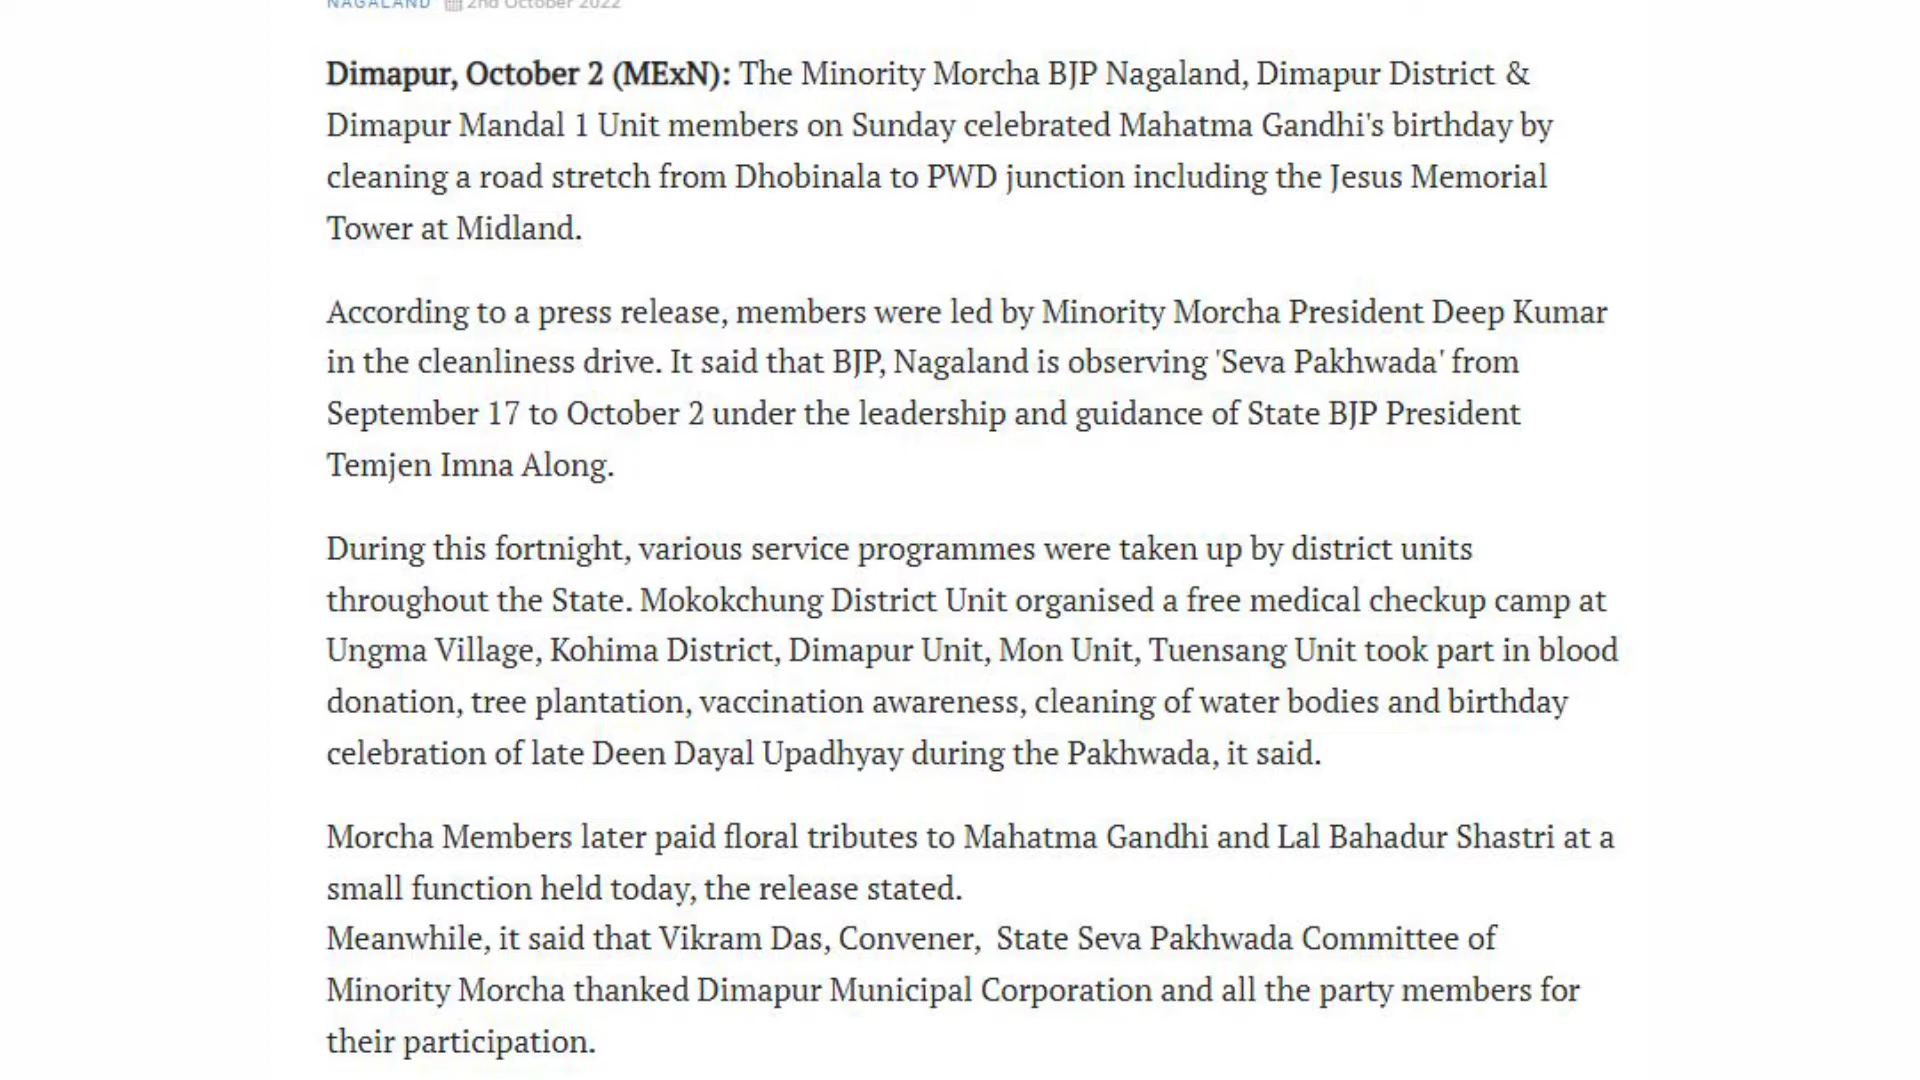 NAGALAND 2nd October 2022
Dimapur, October 2 (MExN): The Minority Morcha BJP Nagaland, Dimapur District &
Dimapur Mandal 1 Unit members on Sunday celebrated Mahatma Gandhi's birthday by
cleaning a road stretch from Dhobinala to PWD junction including the Jesus Memorial
Tower at Midland.
According to a press release, members were led by Minority Morcha President Deep Kumar
in the cleanliness drive. It said that BJP, Nagaland is observing 'Seva Pakhwada' from
September 17 to October 2 under the leadership and guidance of State BJP President
Temjen Imna Along.
During this fortnight, various service programmes were taken up by district units
throughout the State. Mokokchung District Unit organised a free medical checkup camp at
Ungma Village, Kohima District, Dimapur Unit, Mon Unit, Tuensang Unit took part in blood
donation, tree plantation, vaccination awareness, cleaning of water bodies and birthday
celebration of late Deen Dayal Upadhyay during the Pakhwada, it said.
Morcha Members later paid floral tributes to Mahatma Gandhi and Lal Bahadur Shastri at a
small function held today, the release stated.
Meanwhile, it said that Vikram Das, Convener,  State Seva Pakhwada Committee of
Minority Morcha thanked Dimapur Municipal Corporation and all the party members for
their participation.